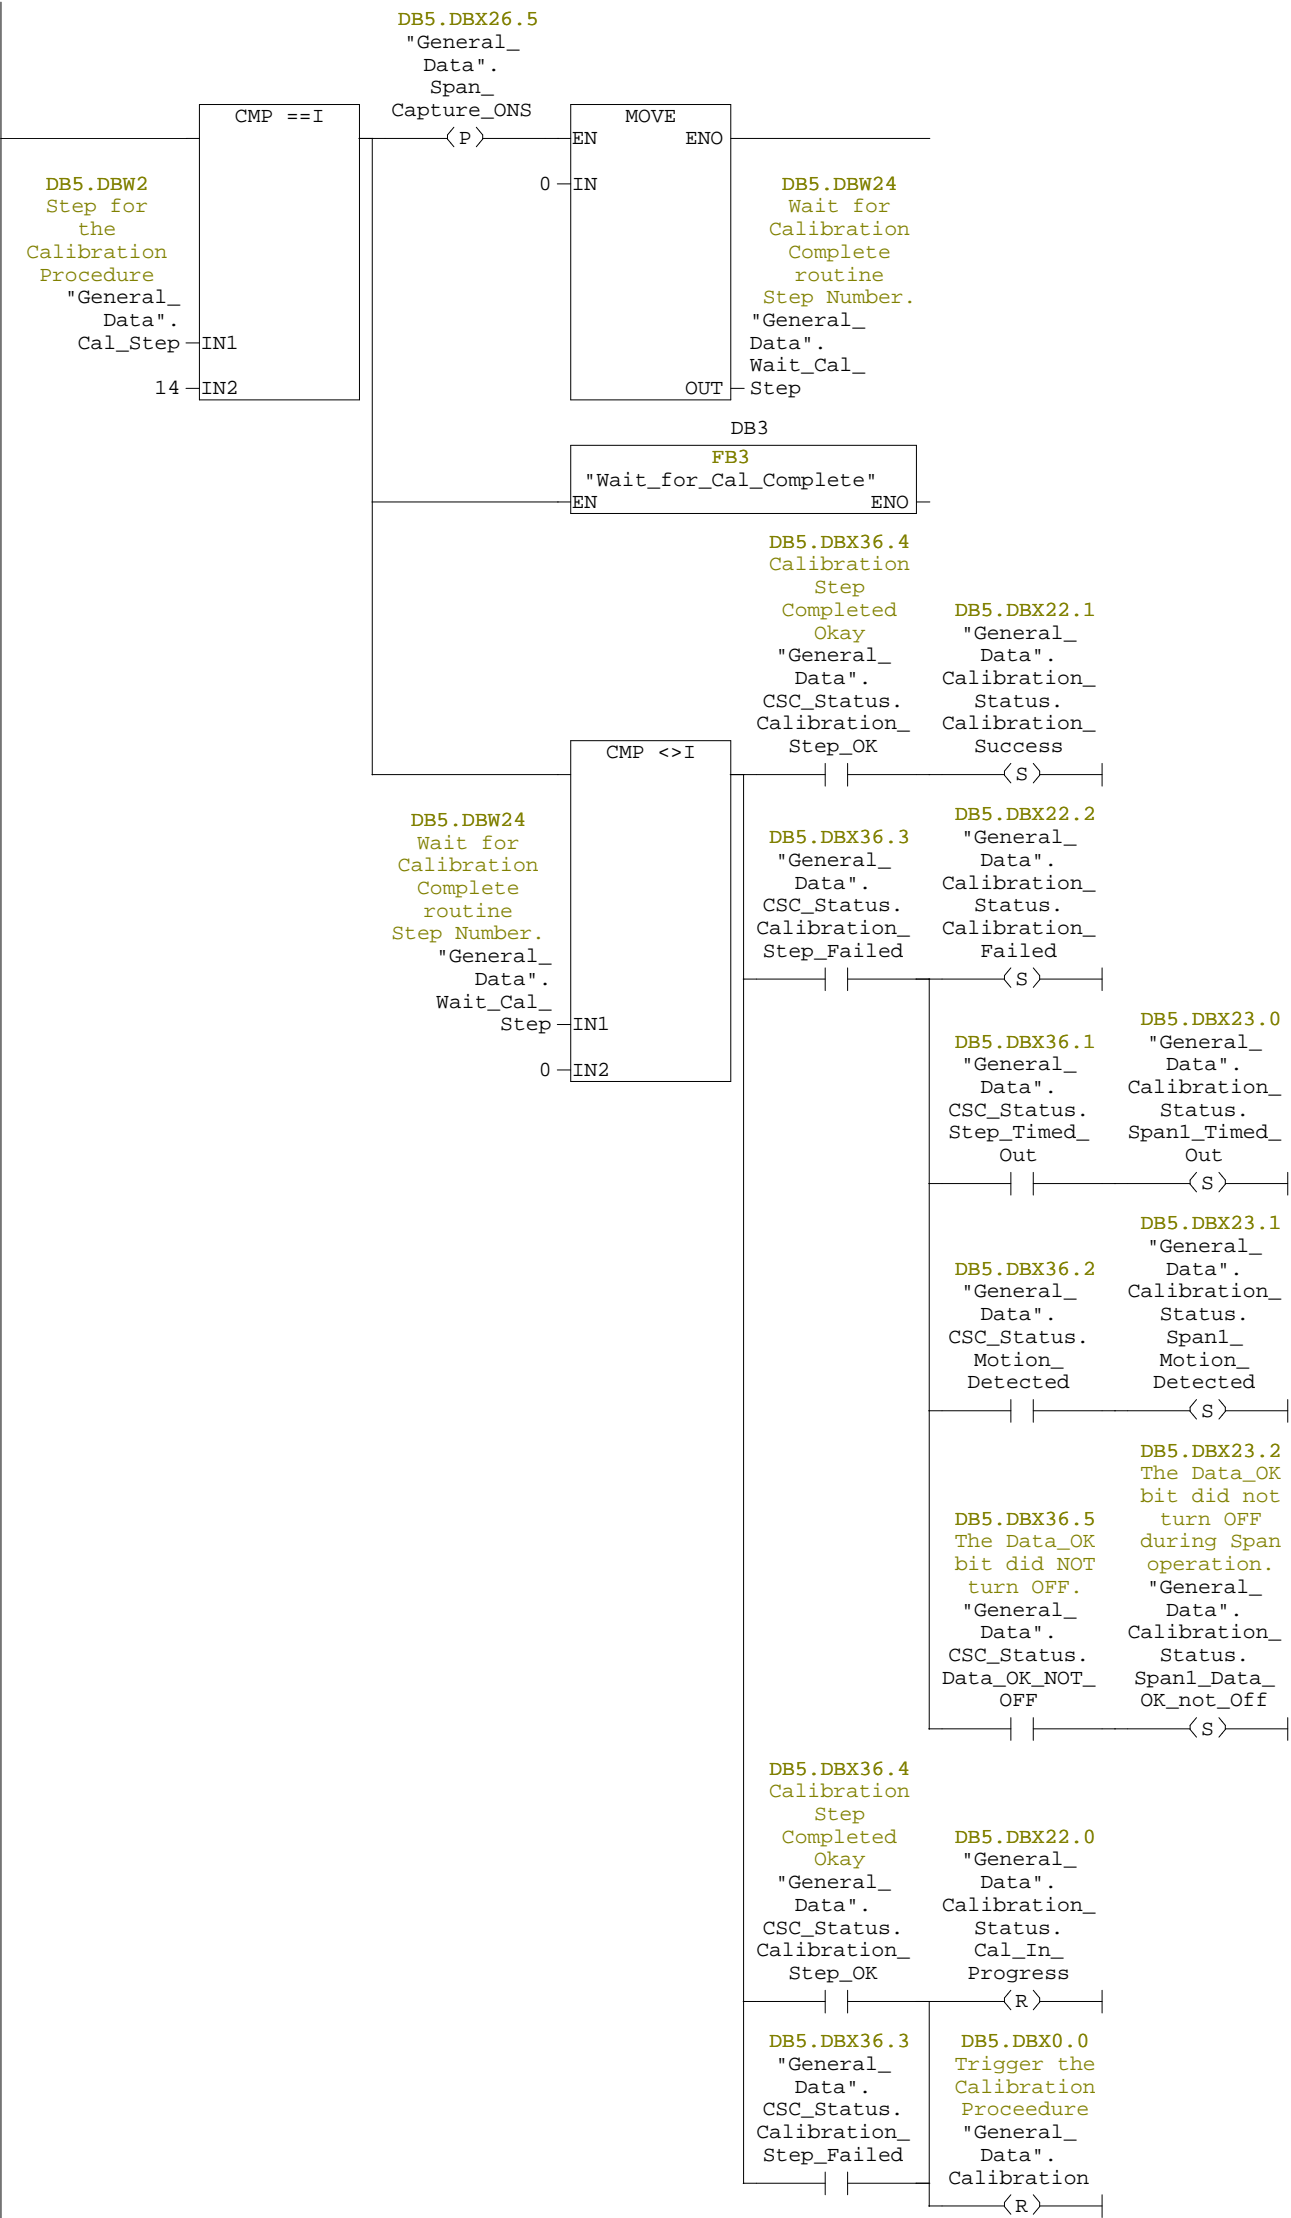 DB5.DBX26.5
"General_
Data".
Span_
Capture_ONS
CMP ==I
(P)
MOVE
EN ENO
DB5.DBW2
Step for
the
Calibration
Procedure
"General_
Data".
Cal_Step
IN1
14
IN2
0
IN
DB5.DBW24
Wait for
Calibration
Complete
routine
Step Number.
"General_
Data".
Wait_Cal_
Step
OUT
DB3
FB3
"Wait_for_Cal_Complete"
EN ENO
DB5.DBX36.4
Calibration
Step
Completed
Okay
"General_
Data".
CSC_Status.
Calibration_
Step_OK
DB5.DBX22.1
"General_
Data".
Calibration_
Status.
Calibration_
Success
(S)
CMP <>I
DB5.DBW24
Wait for
Calibration
Complete
routine
Step Number.
"General_
Data".
Wait_Cal_
Step
IN1
0
IN2
DB5.DBX36.3
"General_
Data".
CSC_Status.
Calibration_
Step_Failed
DB5.DBX22.2
"General_
Data".
Calibration_
Status.
Calibration_
Failed
(S)
DB5.DBX36.1
"General_
Data".
CSC_Status.
Step_Timed_
Out
DB5.DBX23.0
"General_
Data".
Calibration_
Status.
Span1_Timed_
Out
(S)
DB5.DBX36.2
"General_
Data".
CSC_Status.
Motion_
Detected
DB5.DBX23.1
"General_
Data".
Calibration_
Status.
Span1_
Motion_
Detected
(S)
DB5.DBX36.5
The Data_OK
bit did NOT
turn OFF.
"General_
Data".
CSC_Status.
Data_OK_NOT_
OFF
DB5.DBX23.2
The Data_OK
bit did not
turn OFF
during Span
operation.
"General_
Data".
Calibration_
Status.
Span1_Data_
OK_not_Off
(S)
DB5.DBX36.4
Calibration
Step
Completed
Okay
"General_
Data".
CSC_Status.
Calibration_
Step_OK
DB5.DBX22.0
"General_
Data".
Calibration_
Status.
Cal_In_
Progress
(R)
DB5.DBX36.3
"General_
Data".
CSC_Status.
Calibration_
Step_Failed
DB5.DBX0.0
Trigger the
Calibration
Proceedure
"General_
Data".
Calibration
(R)